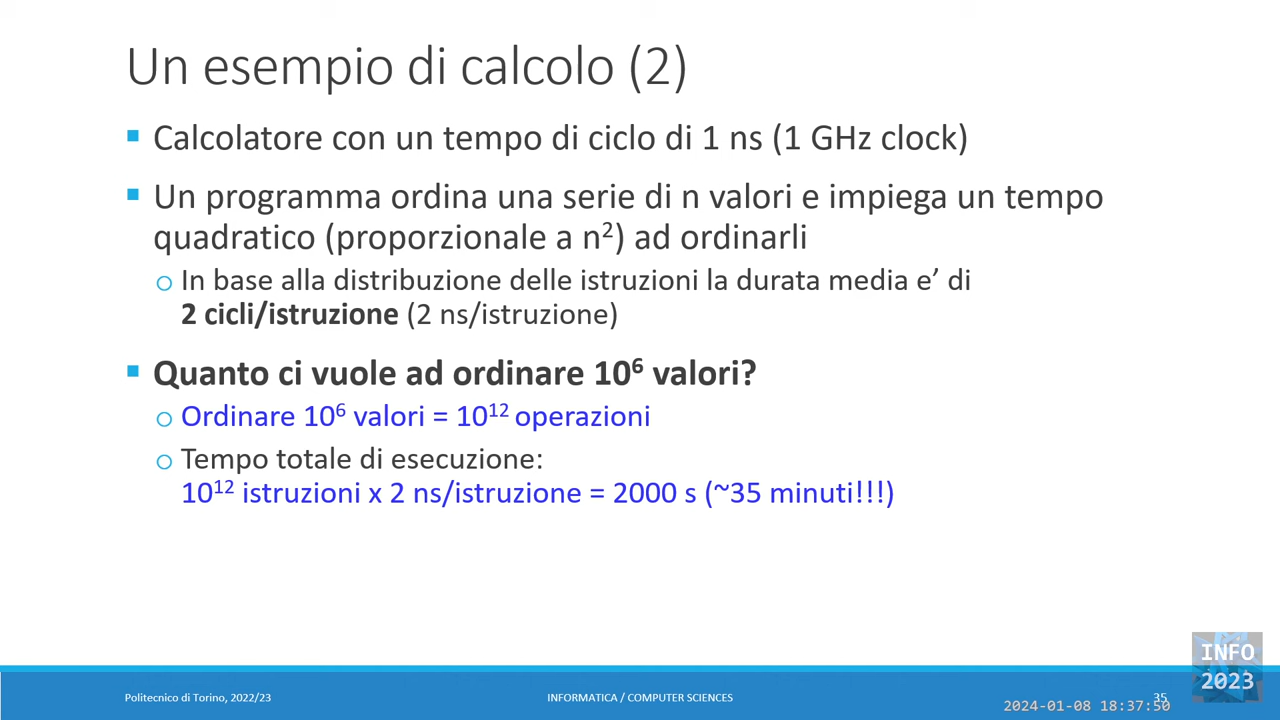 Un esempio di calcolo (2)
▪ Calcolatore con un tempo di ciclo di 1 ns (1 GHz clock)
▪ Un programma ordina una serie di n valori e impiega un tempo
quadratico (proporzionale a n²) ad ordinarli
o In base alla distribuzione delle istruzioni la durata media e’ di
2 cicli/istruzione (2 ns/istruzione)
▪ Quanto ci vuole ad ordinare 10⁶ valori?
o Ordinare 10⁶ valori = 10¹² operazioni
o Tempo totale di esecuzione:
10¹² istruzioni x 2 ns/istruzione = 2000 s (~35 minuti!!!)
INFO
2023
Politecnico di Torino, 2022/23
INFORMATICA / COMPUTER SCIENCES
35
2024-01-08 18:37:50